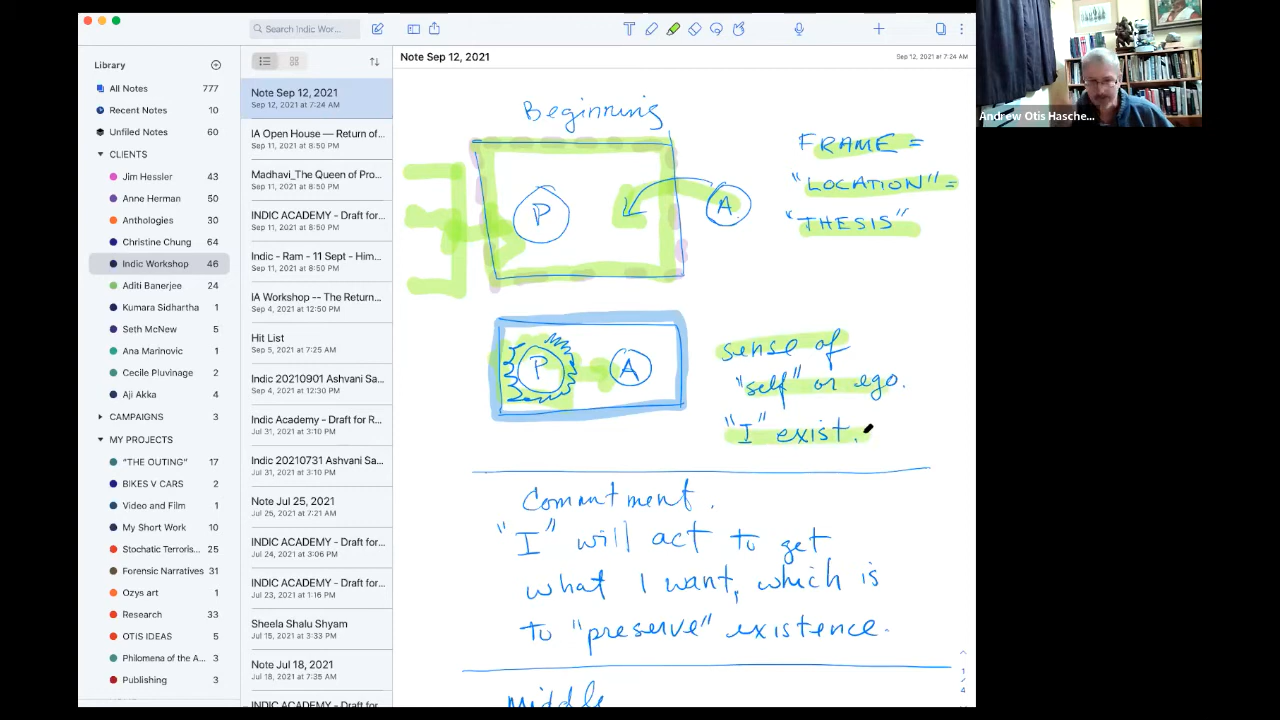 Search Indic Wor...
Library
All Notes 777
Recent Notes 10
Unfiled Notes 60
CLIENTS
Jim Hessler 43
Anne Herman 50
Anthologies 20
Christine Chung 64
Indic Workshop 46
Aditi Banerjee 24
Kumara Sidhartha 1
Seth McNew 5
Ana Marinovic 1
Cecile Pluvinage 2
Aji Akka 4
CAMPAIGNS 3
MY PROJECTS
"THE OUTING" 17
BIKES V CARS 2
Video and Film 1
My Short Work 10
Stochatic Terroris... 25
Forensic Narratives 31
Ozys art 1
Research 33
OTIS IDEAS 5
Philomena of the A... 3
Publishing 3
Note Sep 12, 2021
Sep 12, 2021 at 7:24 AM
IA Open House — Return of...
Sep 11, 2021 at 8:50 PM
Madhavi_The Queen of Pro...
Sep 11, 2021 at 8:50 PM
INDIC ACADEMY - Draft for...
Sep 11, 2021 at 8:50 PM
Indic - Ram - 11 Sept - Him...
Sep 11, 2021 at 8:50 PM
IA Workshop -- The Return...
Sep 4, 2021 at 12:50 PM
Hit List
Sep 5, 2021 at 7:25 AM
Indic 20210901 Ashvani Sa...
Sep 4, 2021 at 12:30 PM
Indic Academy - Draft for R...
Jul 31, 2021 at 3:10 PM
Indic 20210731 Ashvani Sa...
Jul 31, 2021 at 3:10 PM
Note Jul 25, 2021
Jul 25, 2021 at 7:21 AM
INDIC ACADEMY - Draft for...
Jul 24, 2021 at 3:06 PM
INDIC ACADEMY - Draft for...
Jul 23, 2021 at 1:16 PM
Sheela Shalu Shyam
Jul 15, 2021 at 3:33 PM
Note Jul 18, 2021
Jul 18, 2021 at 7:35 AM
INDIC ACADEMY - Draft for...
Note Sep 12, 2021
Sep 12, 2021 at 7:24 AM
Beginning
P
A
FRAME =
"LOCATION" =
"THESIS"
P
A
sense of
"self" or ego.
"I" exist.
Commitment.
"I" will act to get
what I want, which is
to "preserve" existence.
middle
1
/
4
Andrew Otis Hasche...